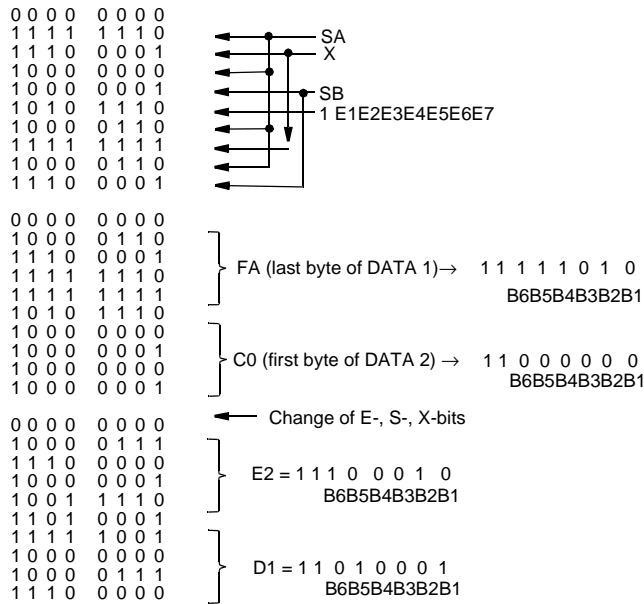 0 0 0 0 0 0 0 0
1 1 1 1 1 1 1 0 SA
1 1 1 0 0 0 0 1 X
1 0 0 0 0 0 0 0
1 0 0 0 0 0 0 1 SB
1 0 1 0 1 1 1 0 1 E1E2E3E4E5E6E7
1 0 0 0 0 1 1 0
1 1 1 1 1 1 1 1
1 0 0 0 0 1 1 0
1 1 1 0 0 0 0 1
0 0 0 0 0 0 0 0
1 0 0 0 0 1 1 0
1 1 1 0 0 0 0 1
1 1 1 1 1 1 1 0 FA (last byte of DATA 1)→ 1 1 1 1 1 0 1 0
1 1 1 1 1 1 1 1 B6B5B4B3B2B1
1 0 1 0 1 1 1 0
1 0 0 0 0 0 0 0
1 0 0 0 0 0 0 1 C0 (first byte of DATA 2) → 1 1 0 0 0 0 0 0
1 0 0 0 0 0 0 0 B6B5B4B3B2B1
1 0 0 0 0 0 0 1
0 0 0 0 0 0 0 0 Change of E-, S-, X-bits
1 0 0 0 0 1 1 1
1 1 1 0 0 0 0 0
1 0 0 0 0 0 0 1 E2 = 1 1 1 0 0 0 1 0
1 0 0 1 1 1 1 0 B6B5B4B3B2B1
1 1 0 1 0 0 0 1
1 1 1 1 1 0 0 1
1 0 0 0 0 0 0 0
1 0 0 0 0 1 1 1 D1 = 1 1 0 1 0 0 0 1
1 1 1 0 0 0 0 0 B6B5B4B3B2B1